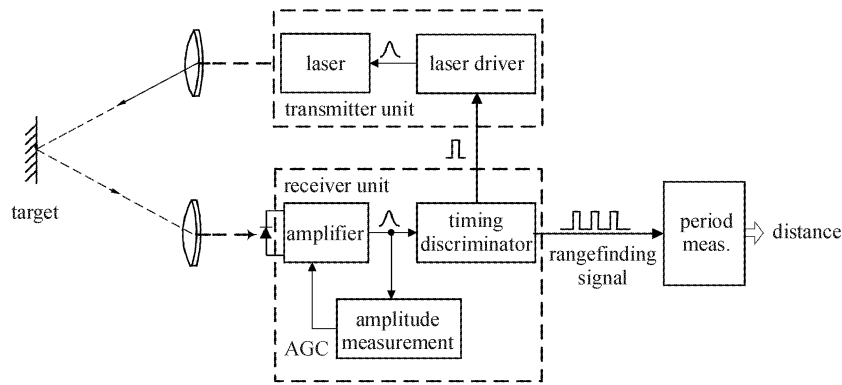 laser
laser driver
transmitter unit
target
receiver unit
amplifier
timing
discriminator
rangefinding
signal
period
meas.
distance
AGC
amplitude
measurement